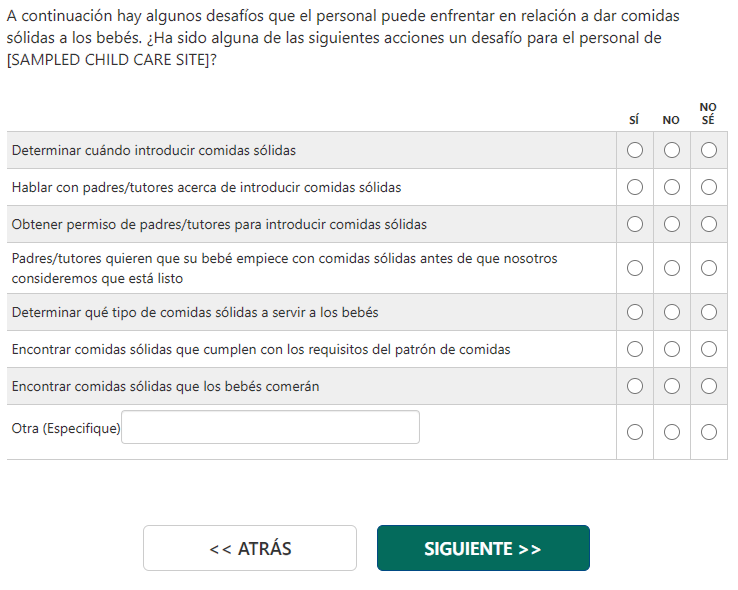 A continuación hay algunos desafíos que el personal puede enfrentar en relación a dar comidas
sólidas a los bebés. ¿Ha sido alguna de las siguientes acciones un desafío para el personal de
[SAMPLED CHILD CARE SITE]?
SÍ NO NO SÉ
Determinar cuándo introducir comidas sólidas
Hablar con padres/tutores acerca de introducir comidas sólidas
Obtener permiso de padres/tutores para introducir comidas sólidas
Padres/tutores quieren que su bebé empiece con comidas sólidas antes de que nosotros
consideremos que está listo
Determinar qué tipo de comidas sólidas a servir a los bebés
Encontrar comidas sólidas que cumplen con los requisitos del patrón de comidas
Encontrar comidas sólidas que los bebés comerán
Otra (Especifique)
<< ATRÁS
SIGUIENTE >>